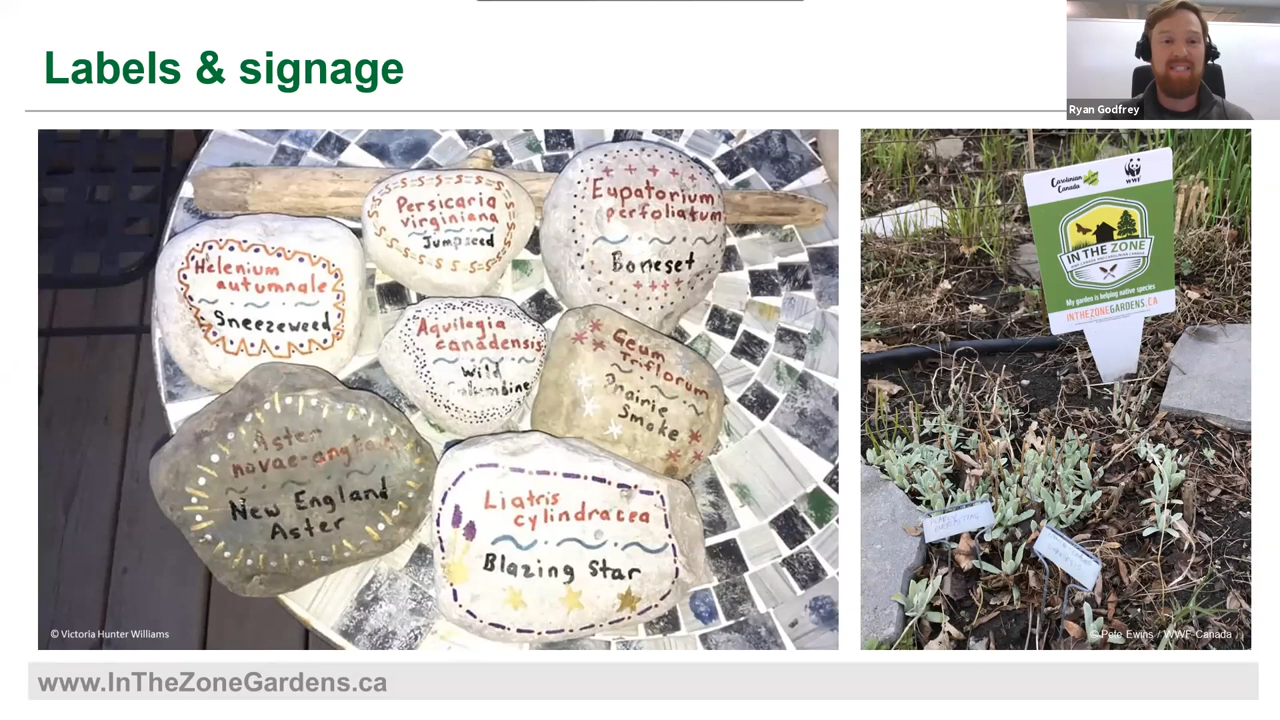 Labels & signage
Ryan Godfrey
Persicaria
virginiana
Jumpseed
Eupatorium
perfoliatum
Boneset
Helenium
autumnale
Sneezeweed
Aquilegia
canadensis
Wild
Columbine
Geum
Triflorum
Prairie
Smoke
Aster
novae-angliae
New England
Aster
Liatris
cylindracea
Blazing Star
© Victoria Hunter Williams
Carolinian
Canada
WWF
IN THE ZONE
My garden is helping native species
INTHEZONEGARDENS.CA
© Pete Ewins / WWF Canada
www.InTheZoneGardens.ca